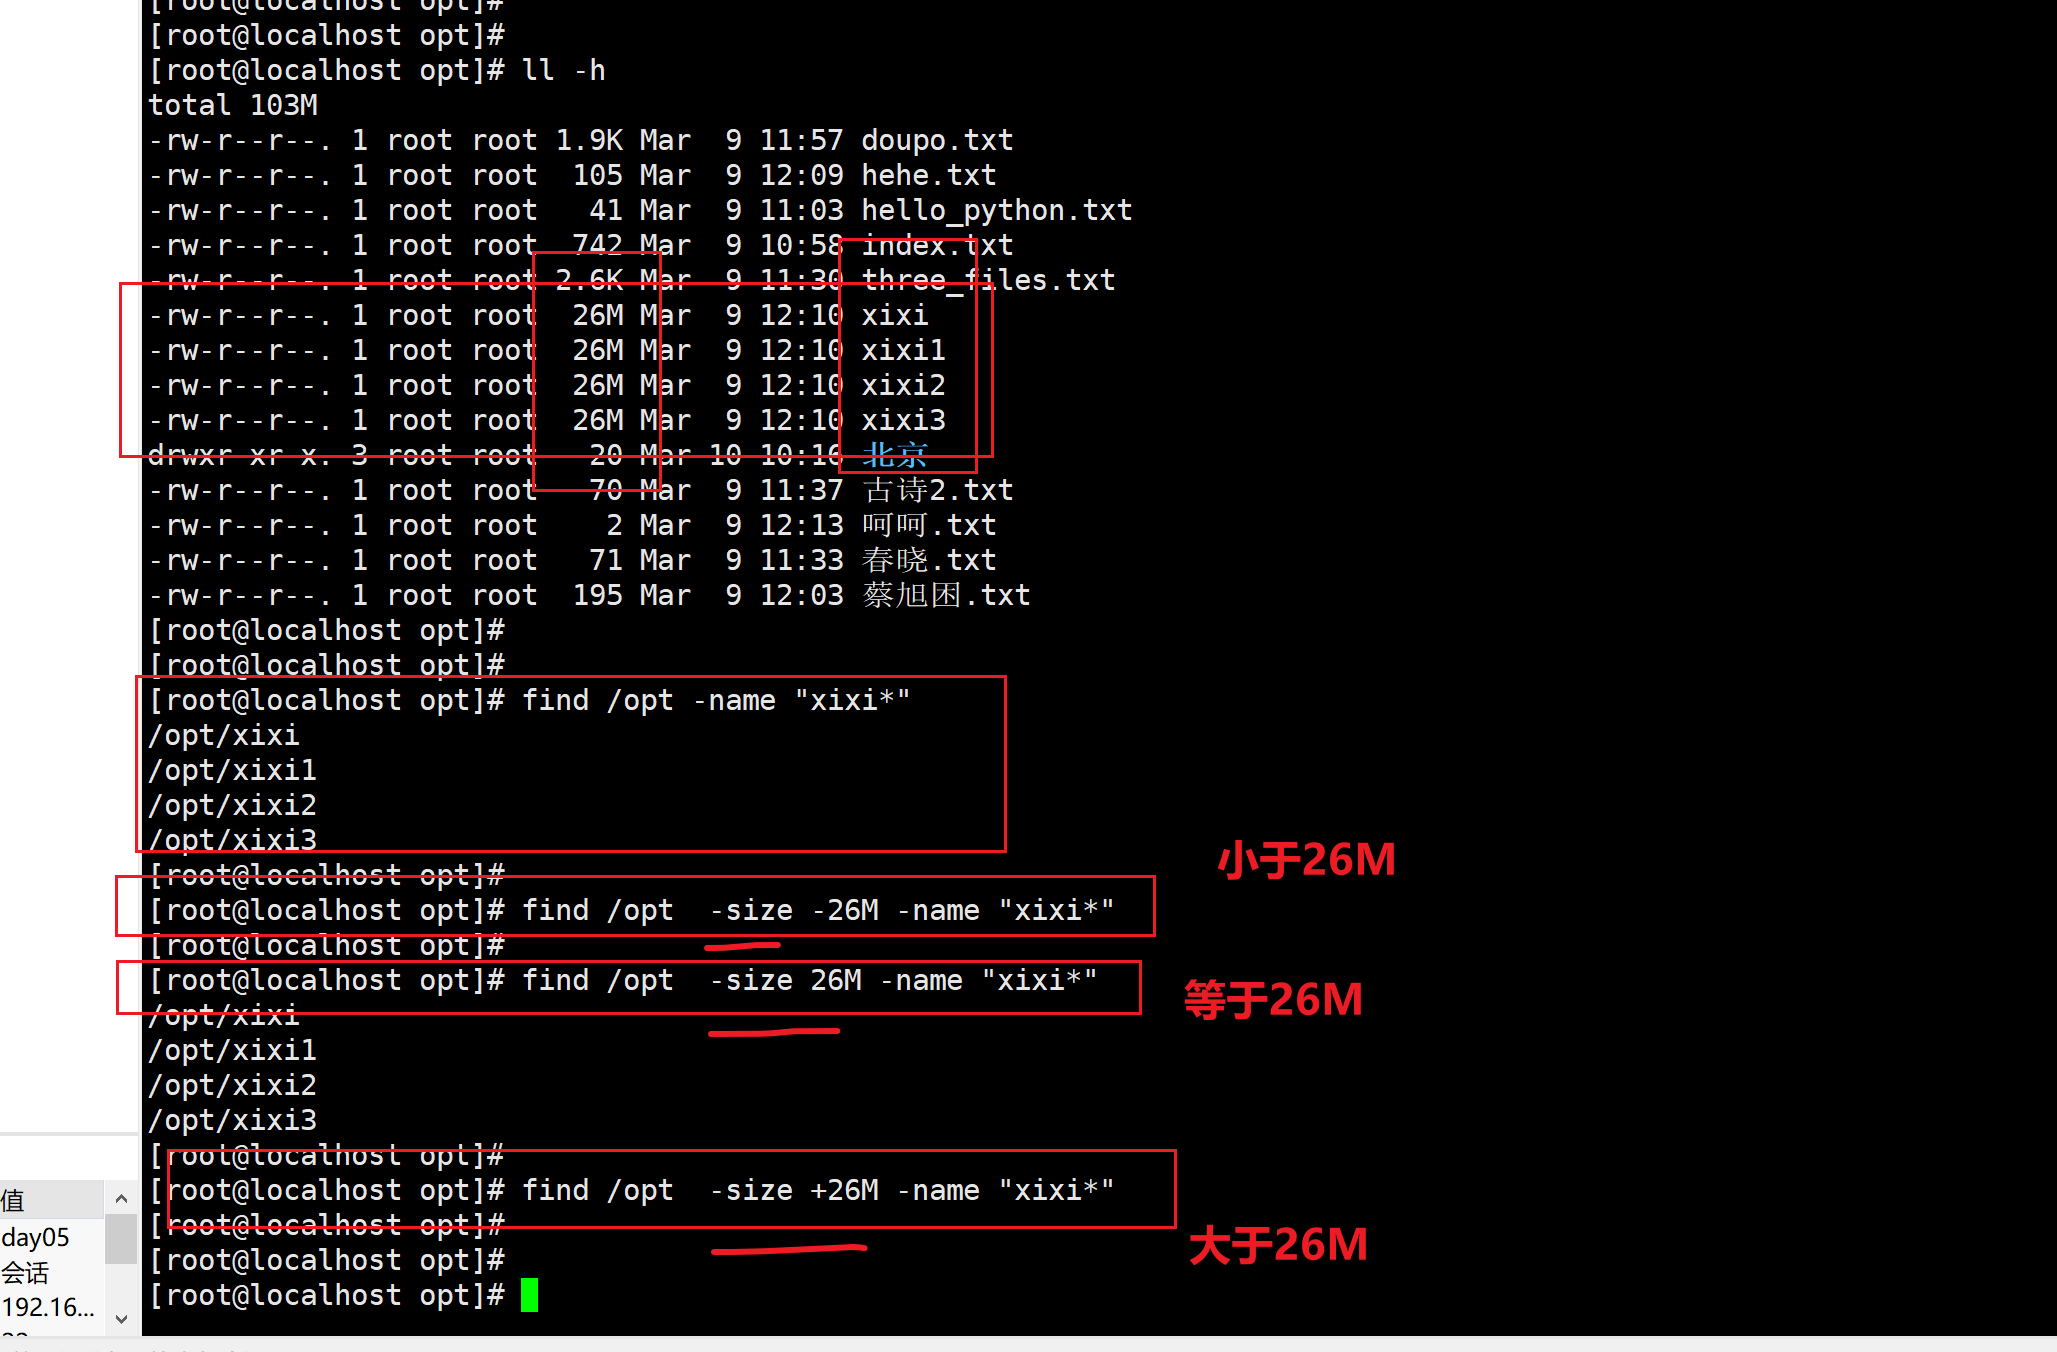 [root@localhost opt]#
[root@localhost opt]#
[root@localhost opt]# ll -h
total 103M
-rw-r--r--. 1 root root 1.9K Mar  9 11:57 doupo.txt
-rw-r--r--. 1 root root  105 Mar  9 12:09 hehe.txt
-rw-r--r--. 1 root root   41 Mar  9 11:03 hello_python.txt
-rw-r--r--. 1 root root  742 Mar  9 10:58 index.txt
-rw-r--r--. 1 root root 2.6K Mar  9 11:30 three_files.txt
-rw-r--r--. 1 root root  26M Mar  9 12:10 xixi
-rw-r--r--. 1 root root  26M Mar  9 12:10 xixi1
-rw-r--r--. 1 root root  26M Mar  9 12:10 xixi2
-rw-r--r--. 1 root root  26M Mar  9 12:10 xixi3
drwxr-xr-x. 3 root root   20 Mar 10 10:16 北京
-rw-r--r--. 1 root root   70 Mar  9 11:37 古诗2.txt
-rw-r--r--. 1 root root    2 Mar  9 12:13 呵呵.txt
-rw-r--r--. 1 root root   71 Mar  9 11:33 春晓.txt
-rw-r--r--. 1 root root  195 Mar  9 12:03 蔡旭困.txt
[root@localhost opt]#
[root@localhost opt]#
[root@localhost opt]# find /opt -name "xixi*"
/opt/xixi
/opt/xixi1
/opt/xixi2
/opt/xixi3
小于26M
[root@localhost opt]#
[root@localhost opt]# find /opt  -size -26M -name "xixi*"
[root@localhost opt]#
[root@localhost opt]# find /opt  -size 26M -name "xixi*"
等于26M
/opt/xixi
/opt/xixi1
/opt/xixi2
/opt/xixi3
[root@localhost opt]#
[root@localhost opt]# find /opt  -size +26M -name "xixi*"
[root@localhost opt]#
大于26M
[root@localhost opt]#
[root@localhost opt]#
值
day05
会话
192.16...